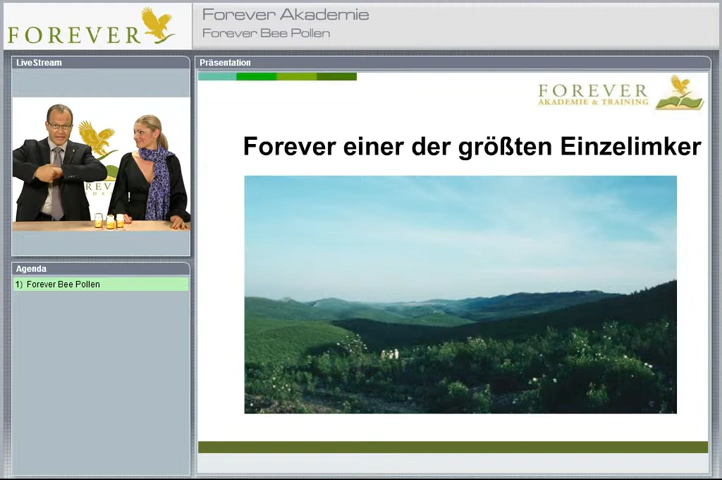 FOREVER
Forever Akademie
Forever Bee Pollen
LiveStream
Agenda
1) Forever Bee Pollen
Präsentation
FOREVER
AKADEMIE & TRAINING
Forever einer der größten Einzelimker